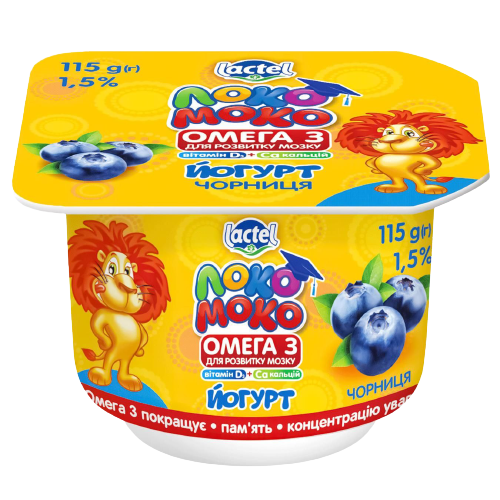 115 g(г)
1,5%
lactel
ЛОКО
МОКО
ОМЕГА 3
ДЛЯ РОЗВИТКУ МОЗКУ
вітамін D₃ + Ca кальцій
ЙОГУРТ
ЧОРНИЦЯ
lactel
ЛОКО
МОКО
ОМЕГА 3
ДЛЯ РОЗВИТКУ МОЗКУ
вітамін D₃ + Ca кальцій
ЙОГУРТ
115 g(г)
1,5%
ЧОРНИЦЯ
Омега 3 покращує • пам'ять • концентрацію